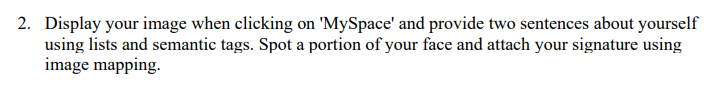 2. Display your image when clicking on 'MySpace' and provide two sentences about yourself
using lists and semantic tags. Spot a portion of your face and attach your signature using
image mapping.